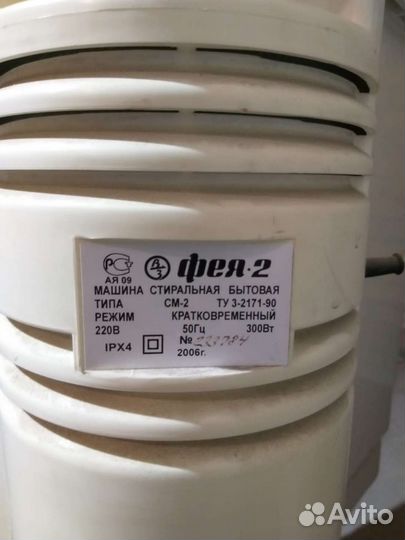 фея-2
АЯ 09
МАШИНА СТИРАЛЬНАЯ БЫТОВАЯ
ТИПА СМ-2 ТУ 3-2171-90
РЕЖИМ КРАТКОВРЕМЕННЫЙ
220В 50Гц 300Вт
IPX4 №
2006г.
Avito